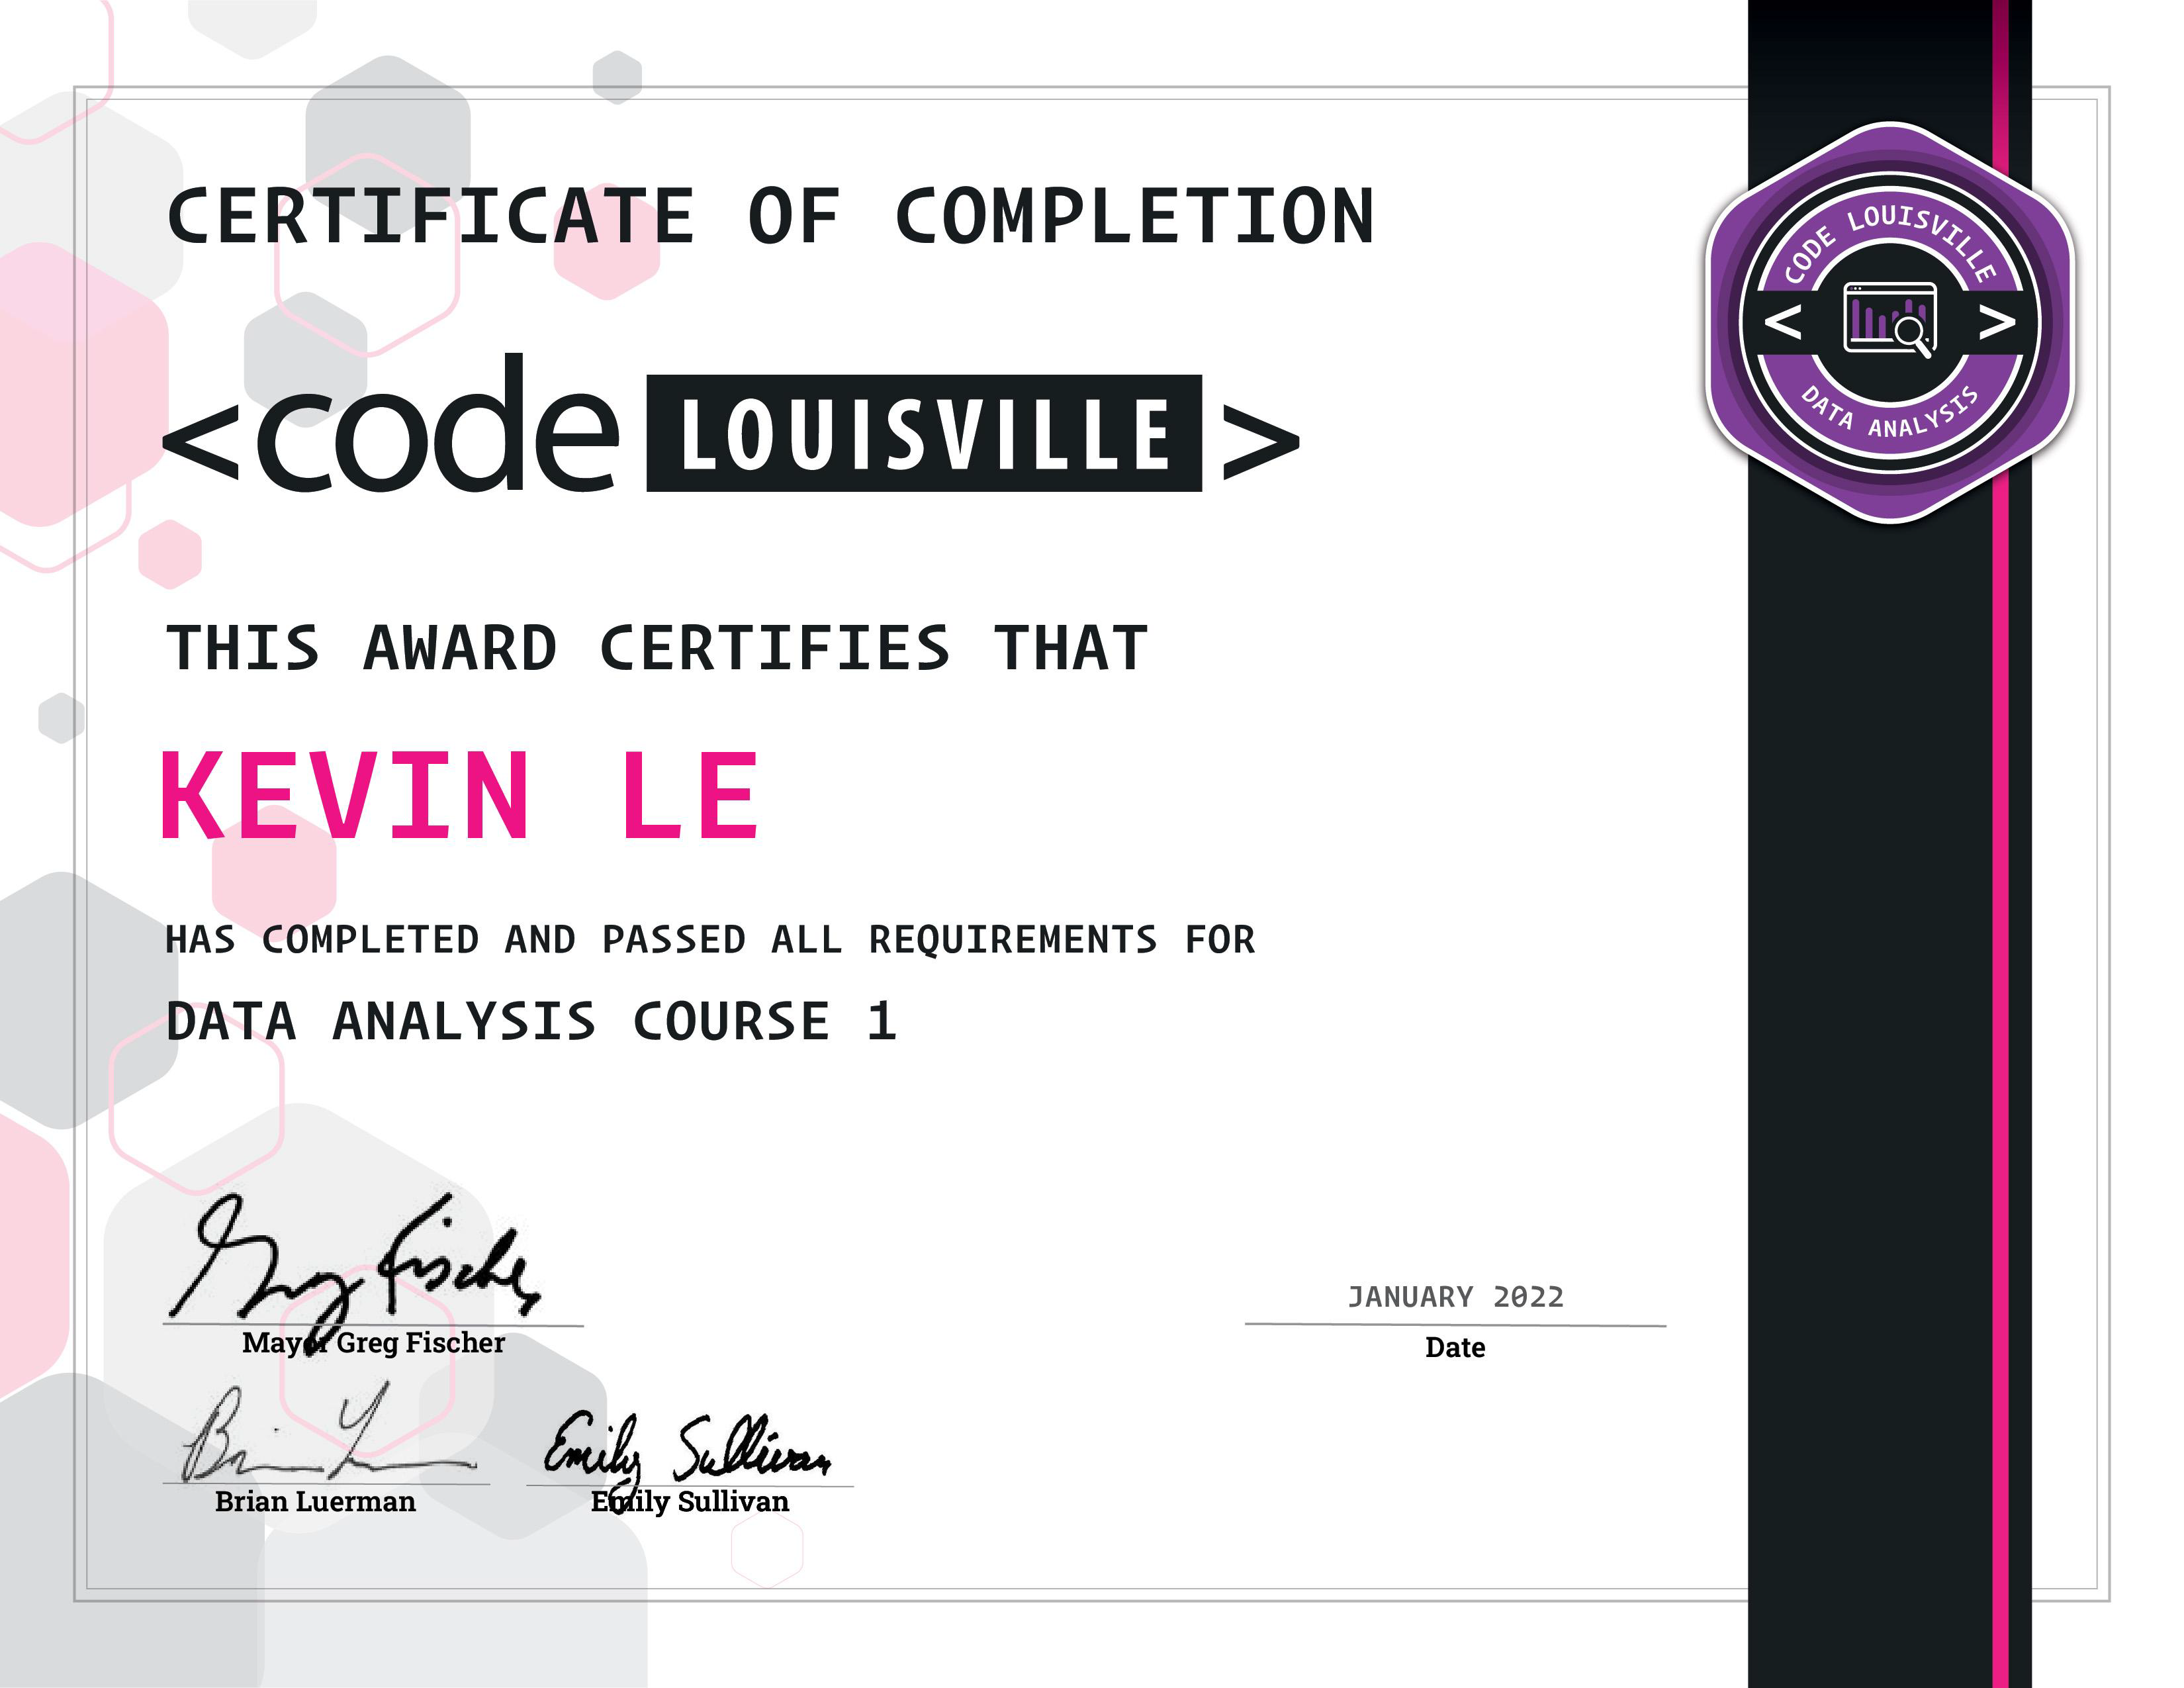 CERTIFICATE OF COMPLETION
<code LOUISVILLE>
THIS AWARD CERTIFIES THAT
KEVIN LE
HAS COMPLETED AND PASSED ALL REQUIREMENTS FOR
DATA ANALYSIS COURSE 1
CODE LOUISVILLE
< >
DATA ANALYSIS
Greg Fischer
Mayor Greg Fischer
JANUARY 2022
Date
Brian Luerman
Emily Sullivan
Emily Sullivan